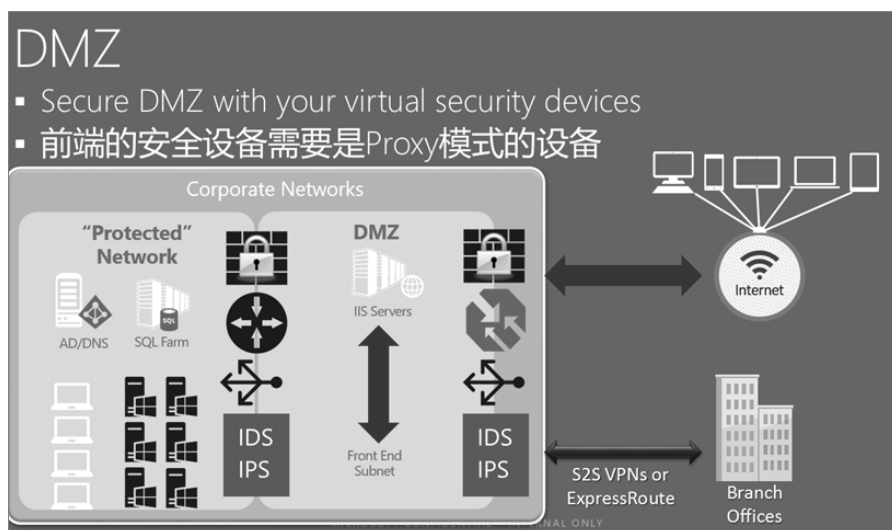 DMZ
▪ Secure DMZ with your virtual security devices
▪ 前端的安全设备需要是Proxy模式的设备
Corporate Networks
“Protected”
Network
DMZ
AD/DNS
SQL
SQL Farm
IIS Servers
Internet
IDS
IPS
Front End
Subnet
IDS
IPS
S2S VPNs or
ExpressRoute
Branch
Offices
ONLY